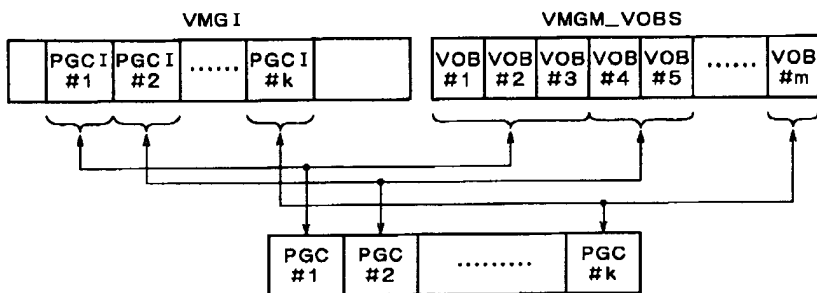 VMGI VMGM_VOBS
PGCI PGCI PGCI VOB VOB VOB VOB VOB VOB
#1 #2 ...... #k #1 #2 #3 #4 #5 ...... #m
PGC PGC PGC
#1 #2 ......... #k